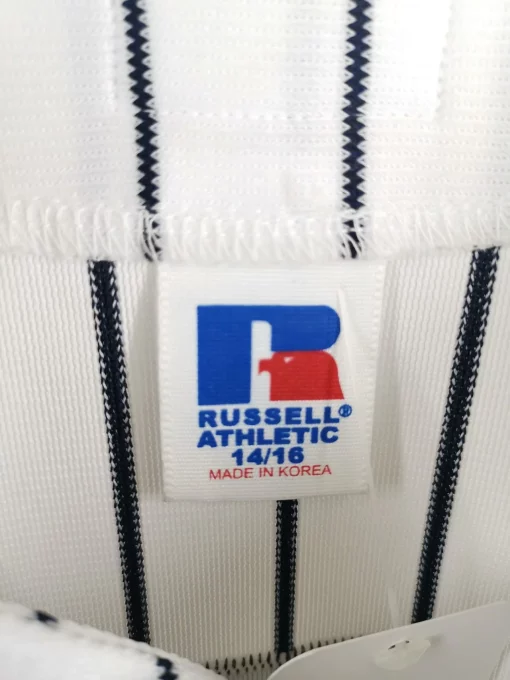 RUSSELL®
ATHLETIC
14/16
MADE IN KOREA